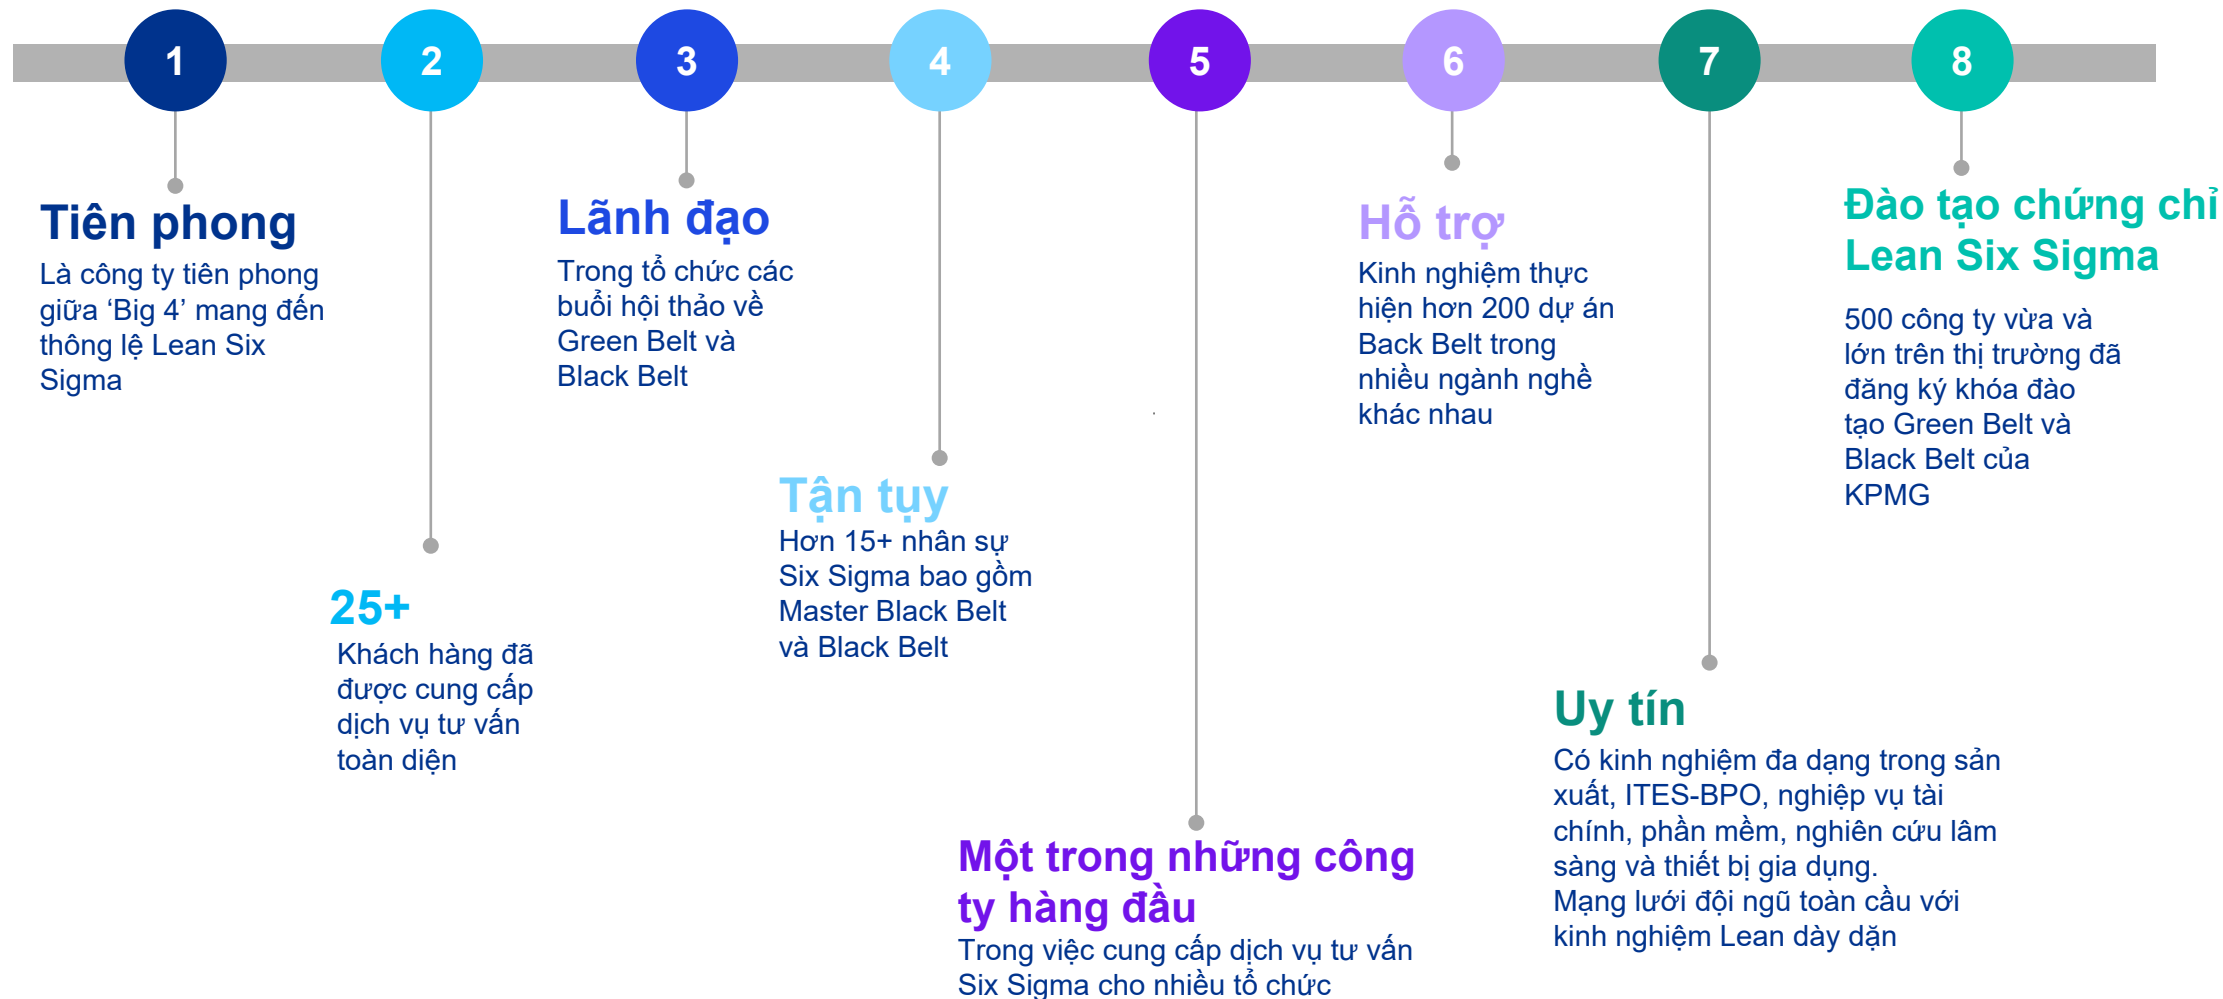 1
2
3
4
5
6
7
8
Tiên phong
Là công ty tiên phong
giữa ‘Big 4’ mang đến
thông lệ Lean Six
Sigma
25+
Khách hàng đã
được cung cấp
dịch vụ tư vấn
toàn diện
Lãnh đạo
Trong tổ chức các
buổi hội thảo về
Green Belt và
Black Belt
Tận tụy
Hơn 15+ nhân sự
Six Sigma bao gồm
Master Black Belt
và Black Belt
Một trong những công
ty hàng đầu
Trong việc cung cấp dịch vụ tư vấn
Six Sigma cho nhiều tổ chức
Hỗ trợ
Kinh nghiệm thực
hiện hơn 200 dự án
Back Belt trong
nhiều ngành nghề
khác nhau
Uy tín
Có kinh nghiệm đa dạng trong sản
xuất, ITES-BPO, nghiệp vụ tài
chính, phần mềm, nghiên cứu lâm
sàng và thiết bị gia dụng.
Mạng lưới đội ngũ toàn cầu với
kinh nghiệm Lean dày dặn
Đào tạo chứng chỉ
Lean Six Sigma
500 công ty vừa và
lớn trên thị trường đã
đăng ký khóa đào
tạo Green Belt và
Black Belt của
KPMG